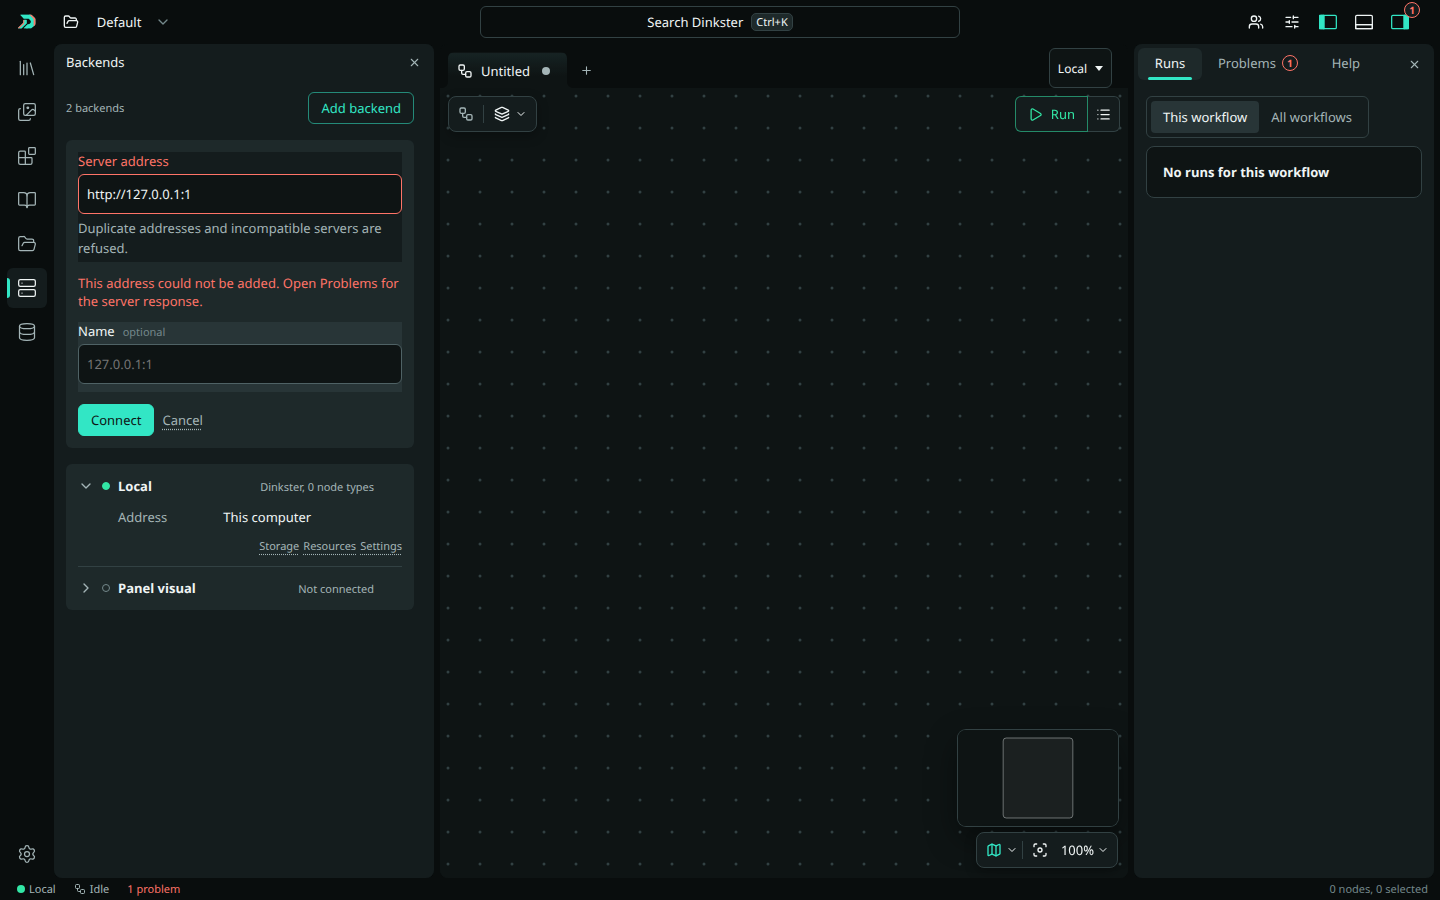 Default
Search Dinkster Ctrl+K
1
Backends
2 backends
Add backend
Server address
http://127.0.0.1:1
Duplicate addresses and incompatible servers are
refused.
This address could not be added. Open Problems for
the server response.
Name optional
127.0.0.1:1
Connect Cancel
Local Dinkster, 0 node types
Address This computer
Storage Resources Settings
Panel visual Not connected
Untitled
Local
Run
100%
Runs Problems 1 Help
This workflow All workflows
No runs for this workflow
Local Idle 1 problem
0 nodes, 0 selected